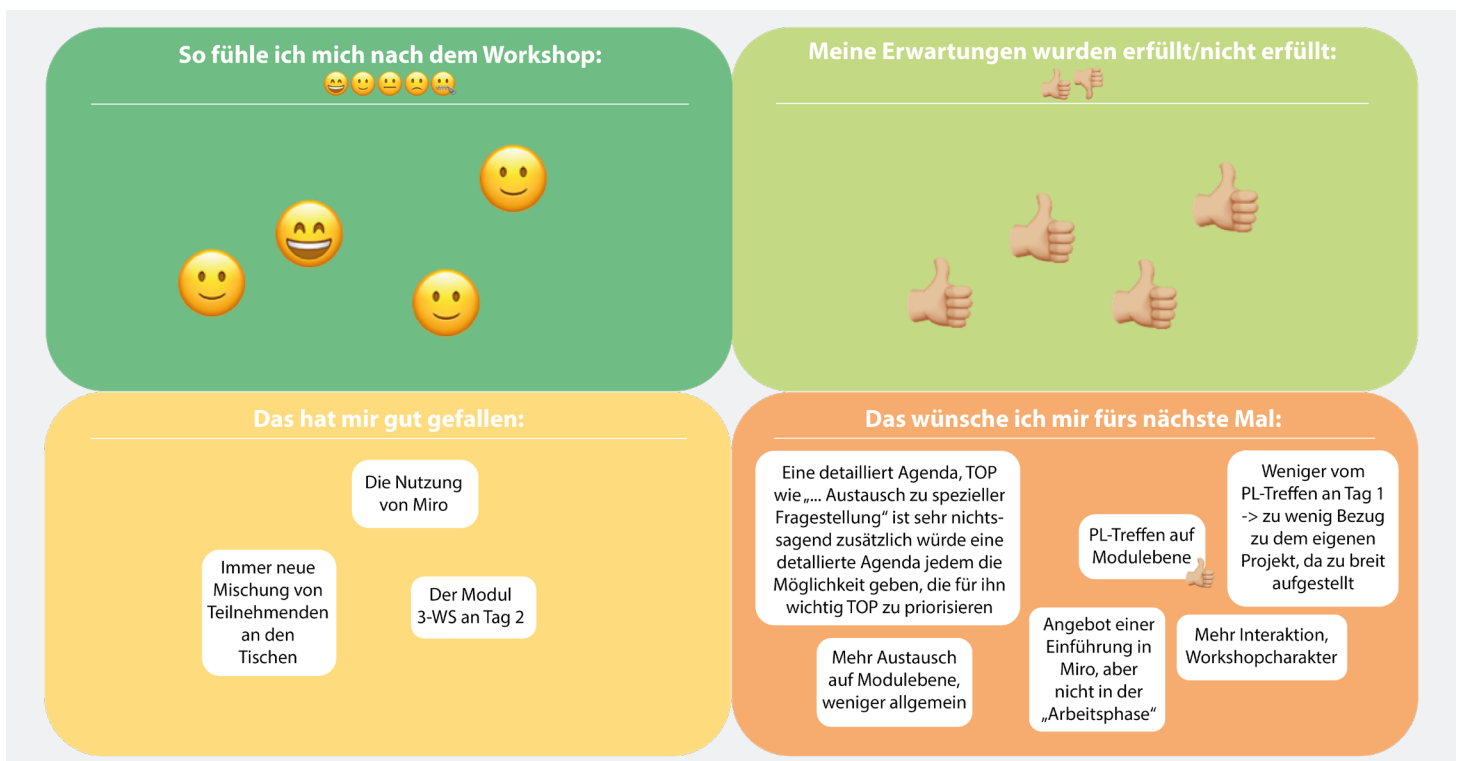 So fühle ich mich nach dem Workshop:
Meine Erwartungen wurden erfüllt/nicht erfüllt:
Das hat mir gut gefallen:
Die Nutzung
von Miro
Immer neue
Mischung von
Teilnehmenden
an den
Tischen
Der Modul
3-WS an Tag 2
Das wünsche ich mir fürs nächste Mal:
Eine detailliert Agenda, TOP
wie „... Austausch zu spezieller
Fragestellung“ ist sehr nichts-
sagend zusätzlich würde eine
detallierte Agenda jedem die
Möglichkeit geben, die für ihn
wichtig TOP zu priorisieren
PL-Treffen auf
Modulebene
Weniger vom
PL-Treffen an Tag 1
-> zu wenig Bezug
zu dem eigenen
Projekt, da zu breit
aufgestellt
Mehr Austausch
auf Modulebene,
weniger allgemein
Angebot einer
Einführung in
Miro, aber
nicht in der
„Arbeitsphase“
Mehr Interaktion,
Workshopcharakter